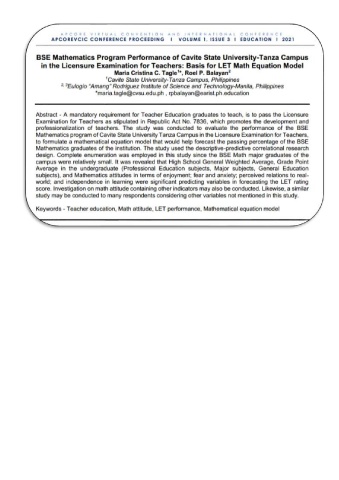 APCORE VIRTUAL CONVENTION AND INTERNATIONAL CONFERENCE
APCOREVCIC CONFERENCE PROCEEDING I VOLUME 1. ISSUE 3 I EDUCATION I 2021
BSE Mathematics Program Performance of Cavite State University-Tanza Campus
in the Licensure Examination for Teachers: Basis for LET Math Equation Model
Maria Cristina C. Tagle¹*, Roel P. Balayan²
¹Cavite State University-Tanza Campus, Philippines
², ²Eulogio "Amang" Rodriguez Institute of Science and Technology-Manila, Philippines
*maria.tagle@cvsu.edu.ph , rpbalayan@earist.ph.education
Abstract - A mandatory requirement for Teacher Education graduates to teach, is to pass the Licensure
Examination for Teachers as stipulated in Republic Act No. 7836, which promotes the development and
professionalization of teachers. The study was conducted to evaluate the performance of the BSE
Mathematics program of Cavite State University Tanza Campus in the Licensure Examination for Teachers,
to formulate a mathematical equation model that would help forecast the passing percentage of the BSE
Mathematics graduates of the institution. The study used the descriptive-predictive correlational research
design. Complete enumeration was employed in this study since the BSE Math major graduates of the
campus were relatively small. It was revealed that High School General Weighted Average, Grade Point
Average in the undergraduate (Professional Education subjects, Major subjects, General Education
subjects), and Mathematics attitudes in terms of enjoyment; fear and anxiety; perceived relations to real-
world; and independence in learning were significant predicting variables in forecasting the LET rating
score. Investigation on math attitude containing other indicators may also be conducted. Likewise, a similar
study may be conducted to many respondents considering other variables not mentioned in this study.
Keywords - Teacher education, Math attitude, LET performance, Mathematical equation model